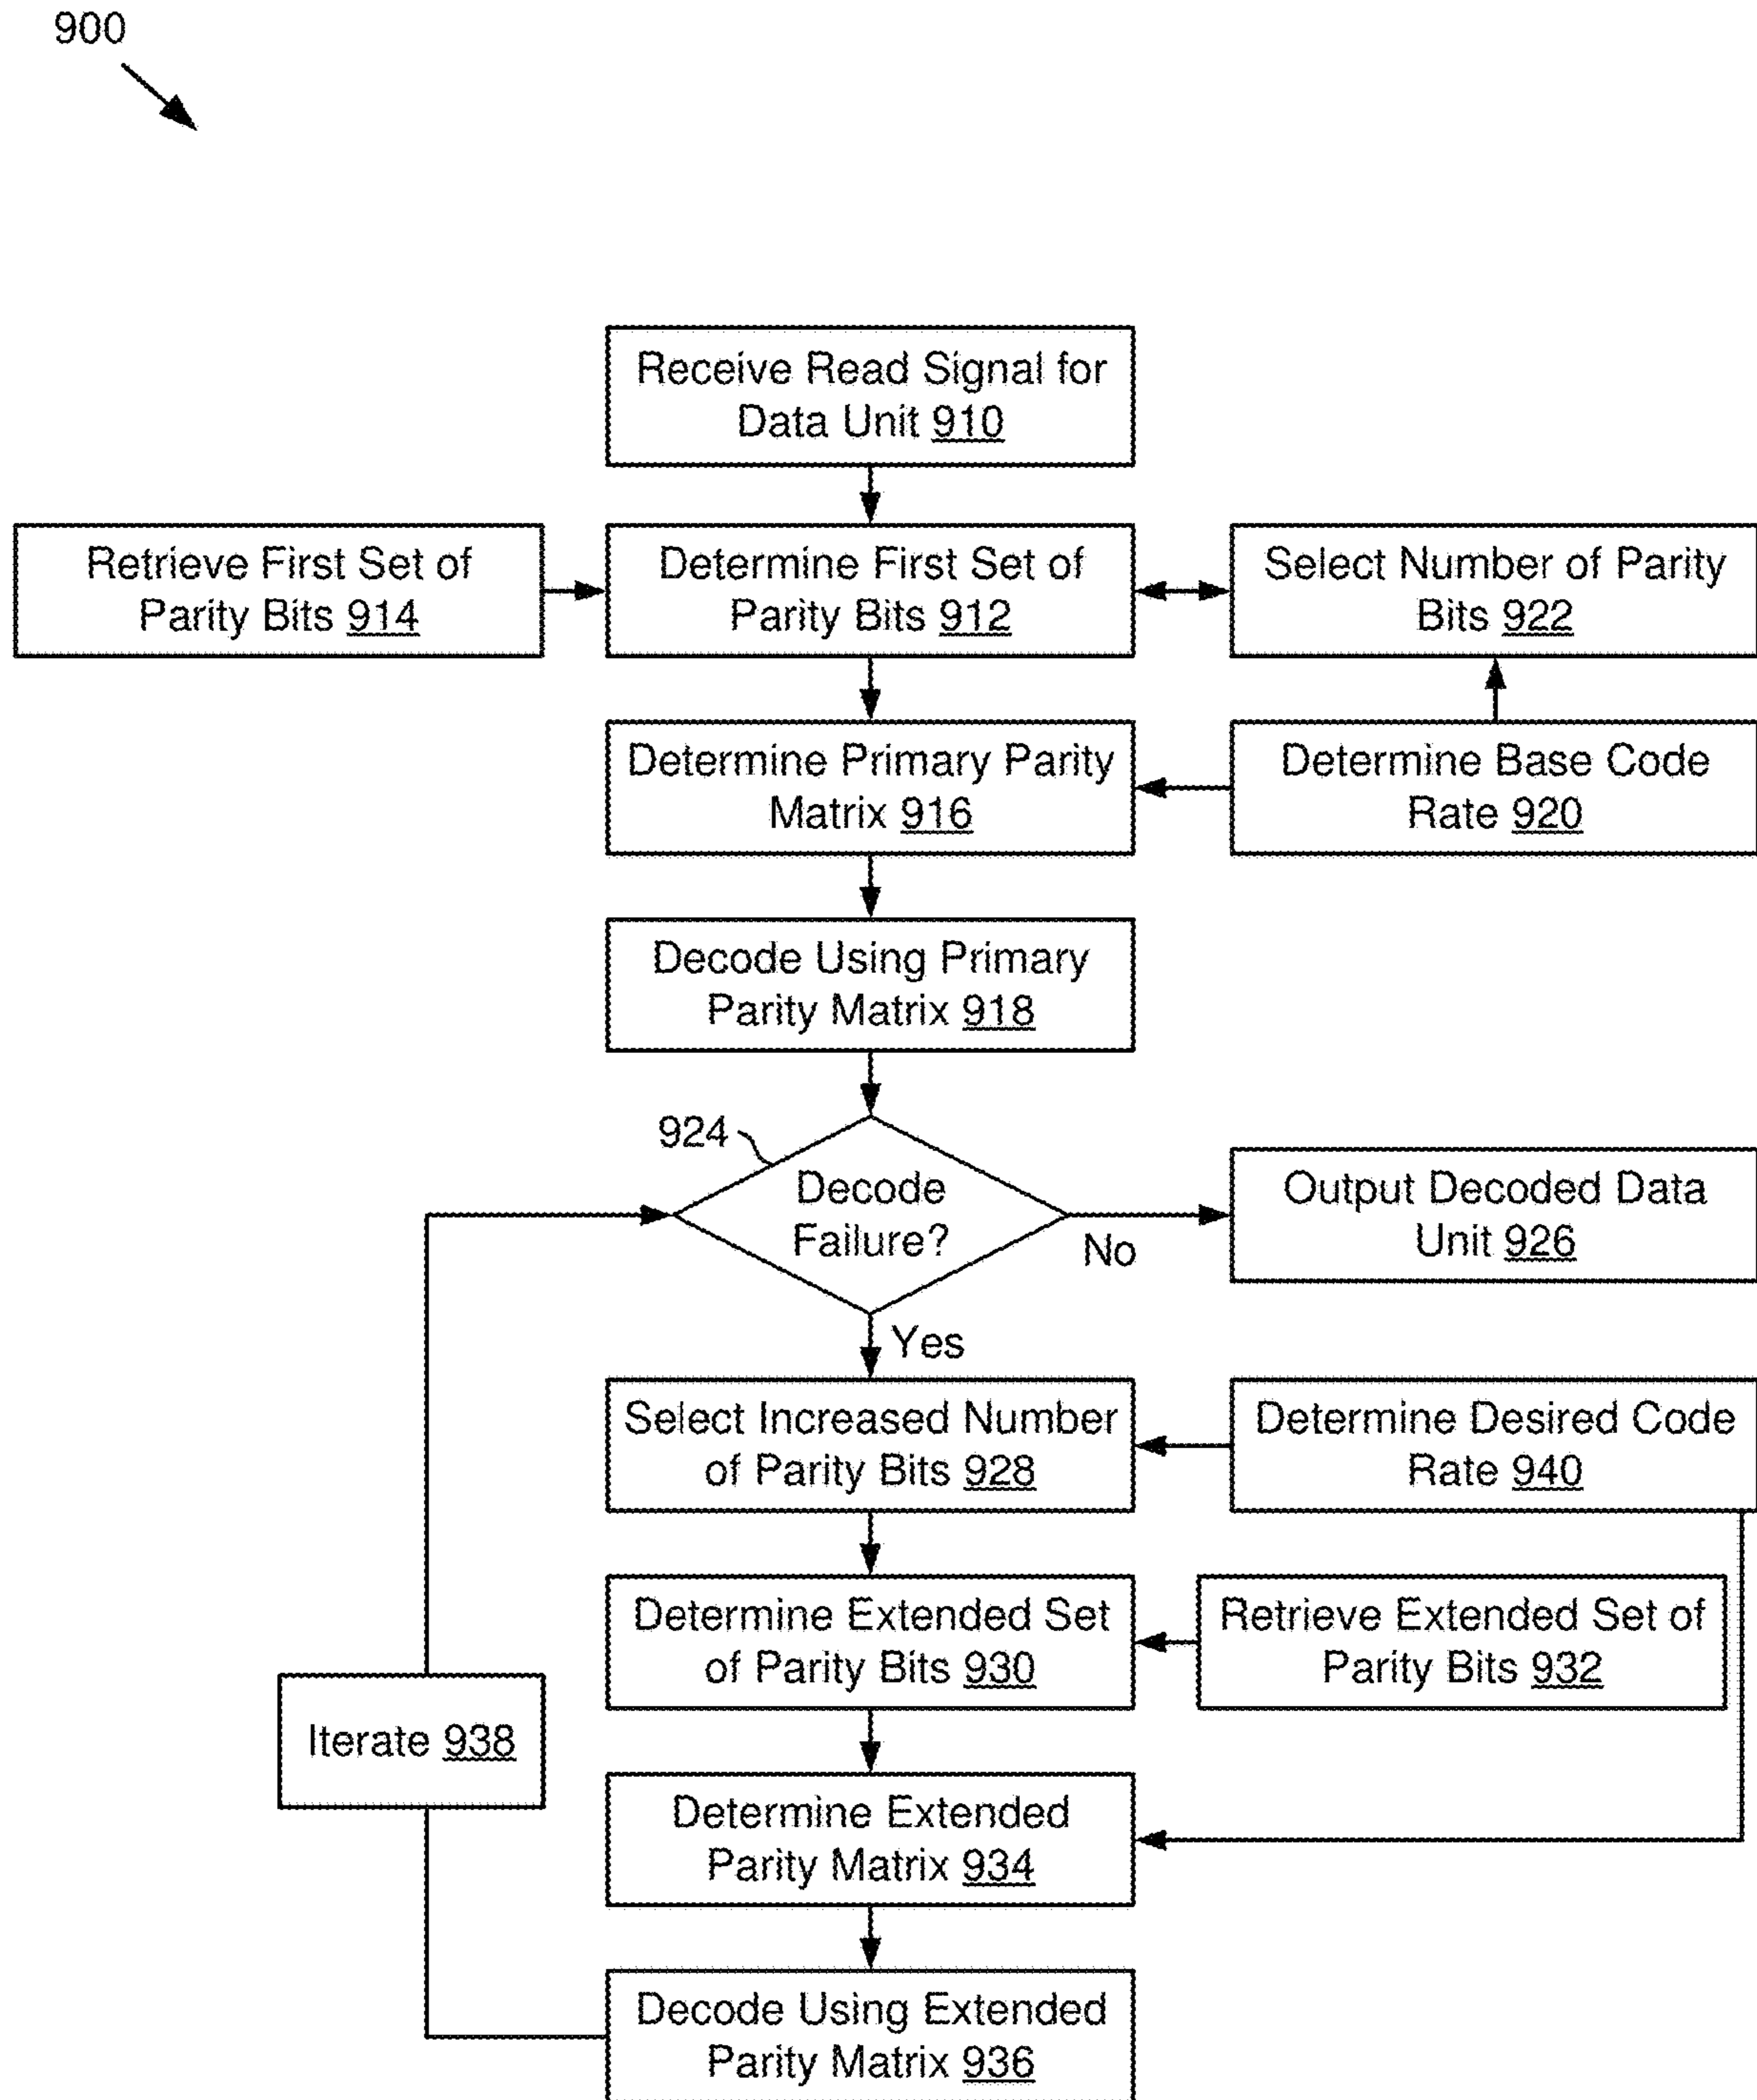 900
Receive Read Signal for
Data Unit 910
Retrieve First Set of
Parity Bits 914
Determine First Set of
Parity Bits 912
Select Number of Parity
Bits 922
Determine Primary Parity
Matrix 916
Determine Base Code
Rate 920
Decode Using Primary
Parity Matrix 918
924
Decode
Failure?
No
Output Decoded Data
Unit 926
Yes
Select Increased Number
of Parity Bits 928
Determine Desired Code
Rate 940
Determine Extended Set
of Parity Bits 930
Retrieve Extended Set of
Parity Bits 932
Iterate 938
Determine Extended
Parity Matrix 934
Decode Using Extended
Parity Matrix 936